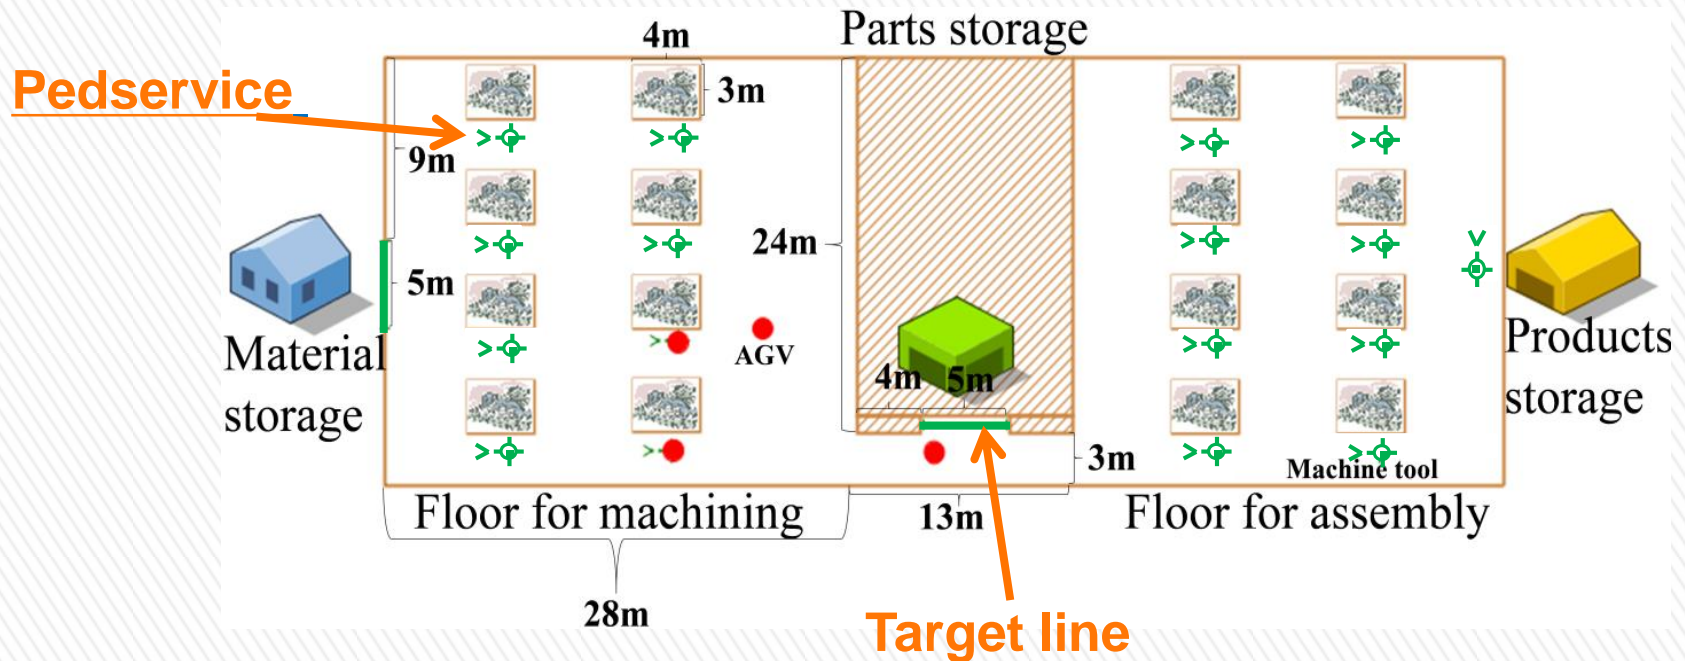 Parts storage
4m
Pedservice
3m
9m
24m
5m
Material
storage
AGV
4m
5m
Products
storage
3m
Machine tool
Floor for machining
13m
Floor for assembly
28m
Target line